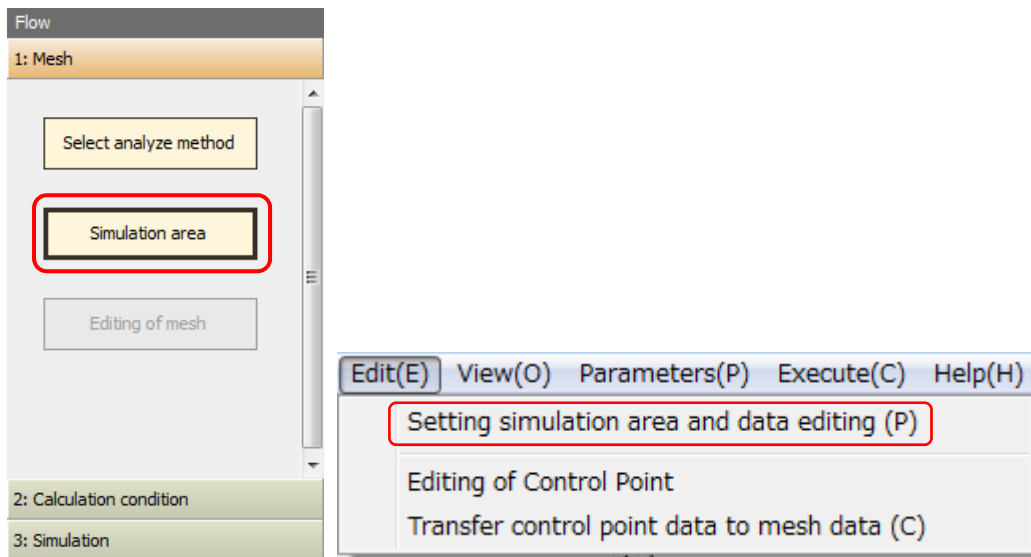 Flow
1: Mesh
Select analyze method
Simulation area
Editing of mesh
2: Calculation condition
3: Simulation
Edit(E) View(O) Parameters(P) Execute(C) Help(H)
Setting simulation area and data editing (P)
Editing of Control Point
Transfer control point data to mesh data (C)